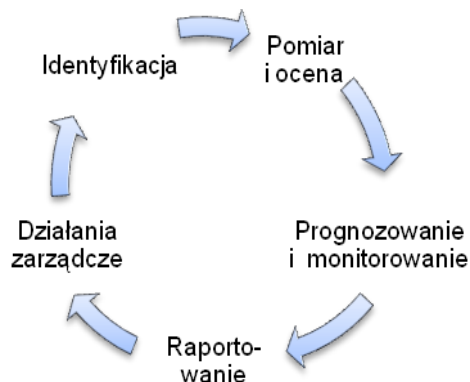 Identyfikacja
Pomiar
i ocena
Prognozowanie
i monitorowanie
Raporto-
wanie
Działania
zarządcze